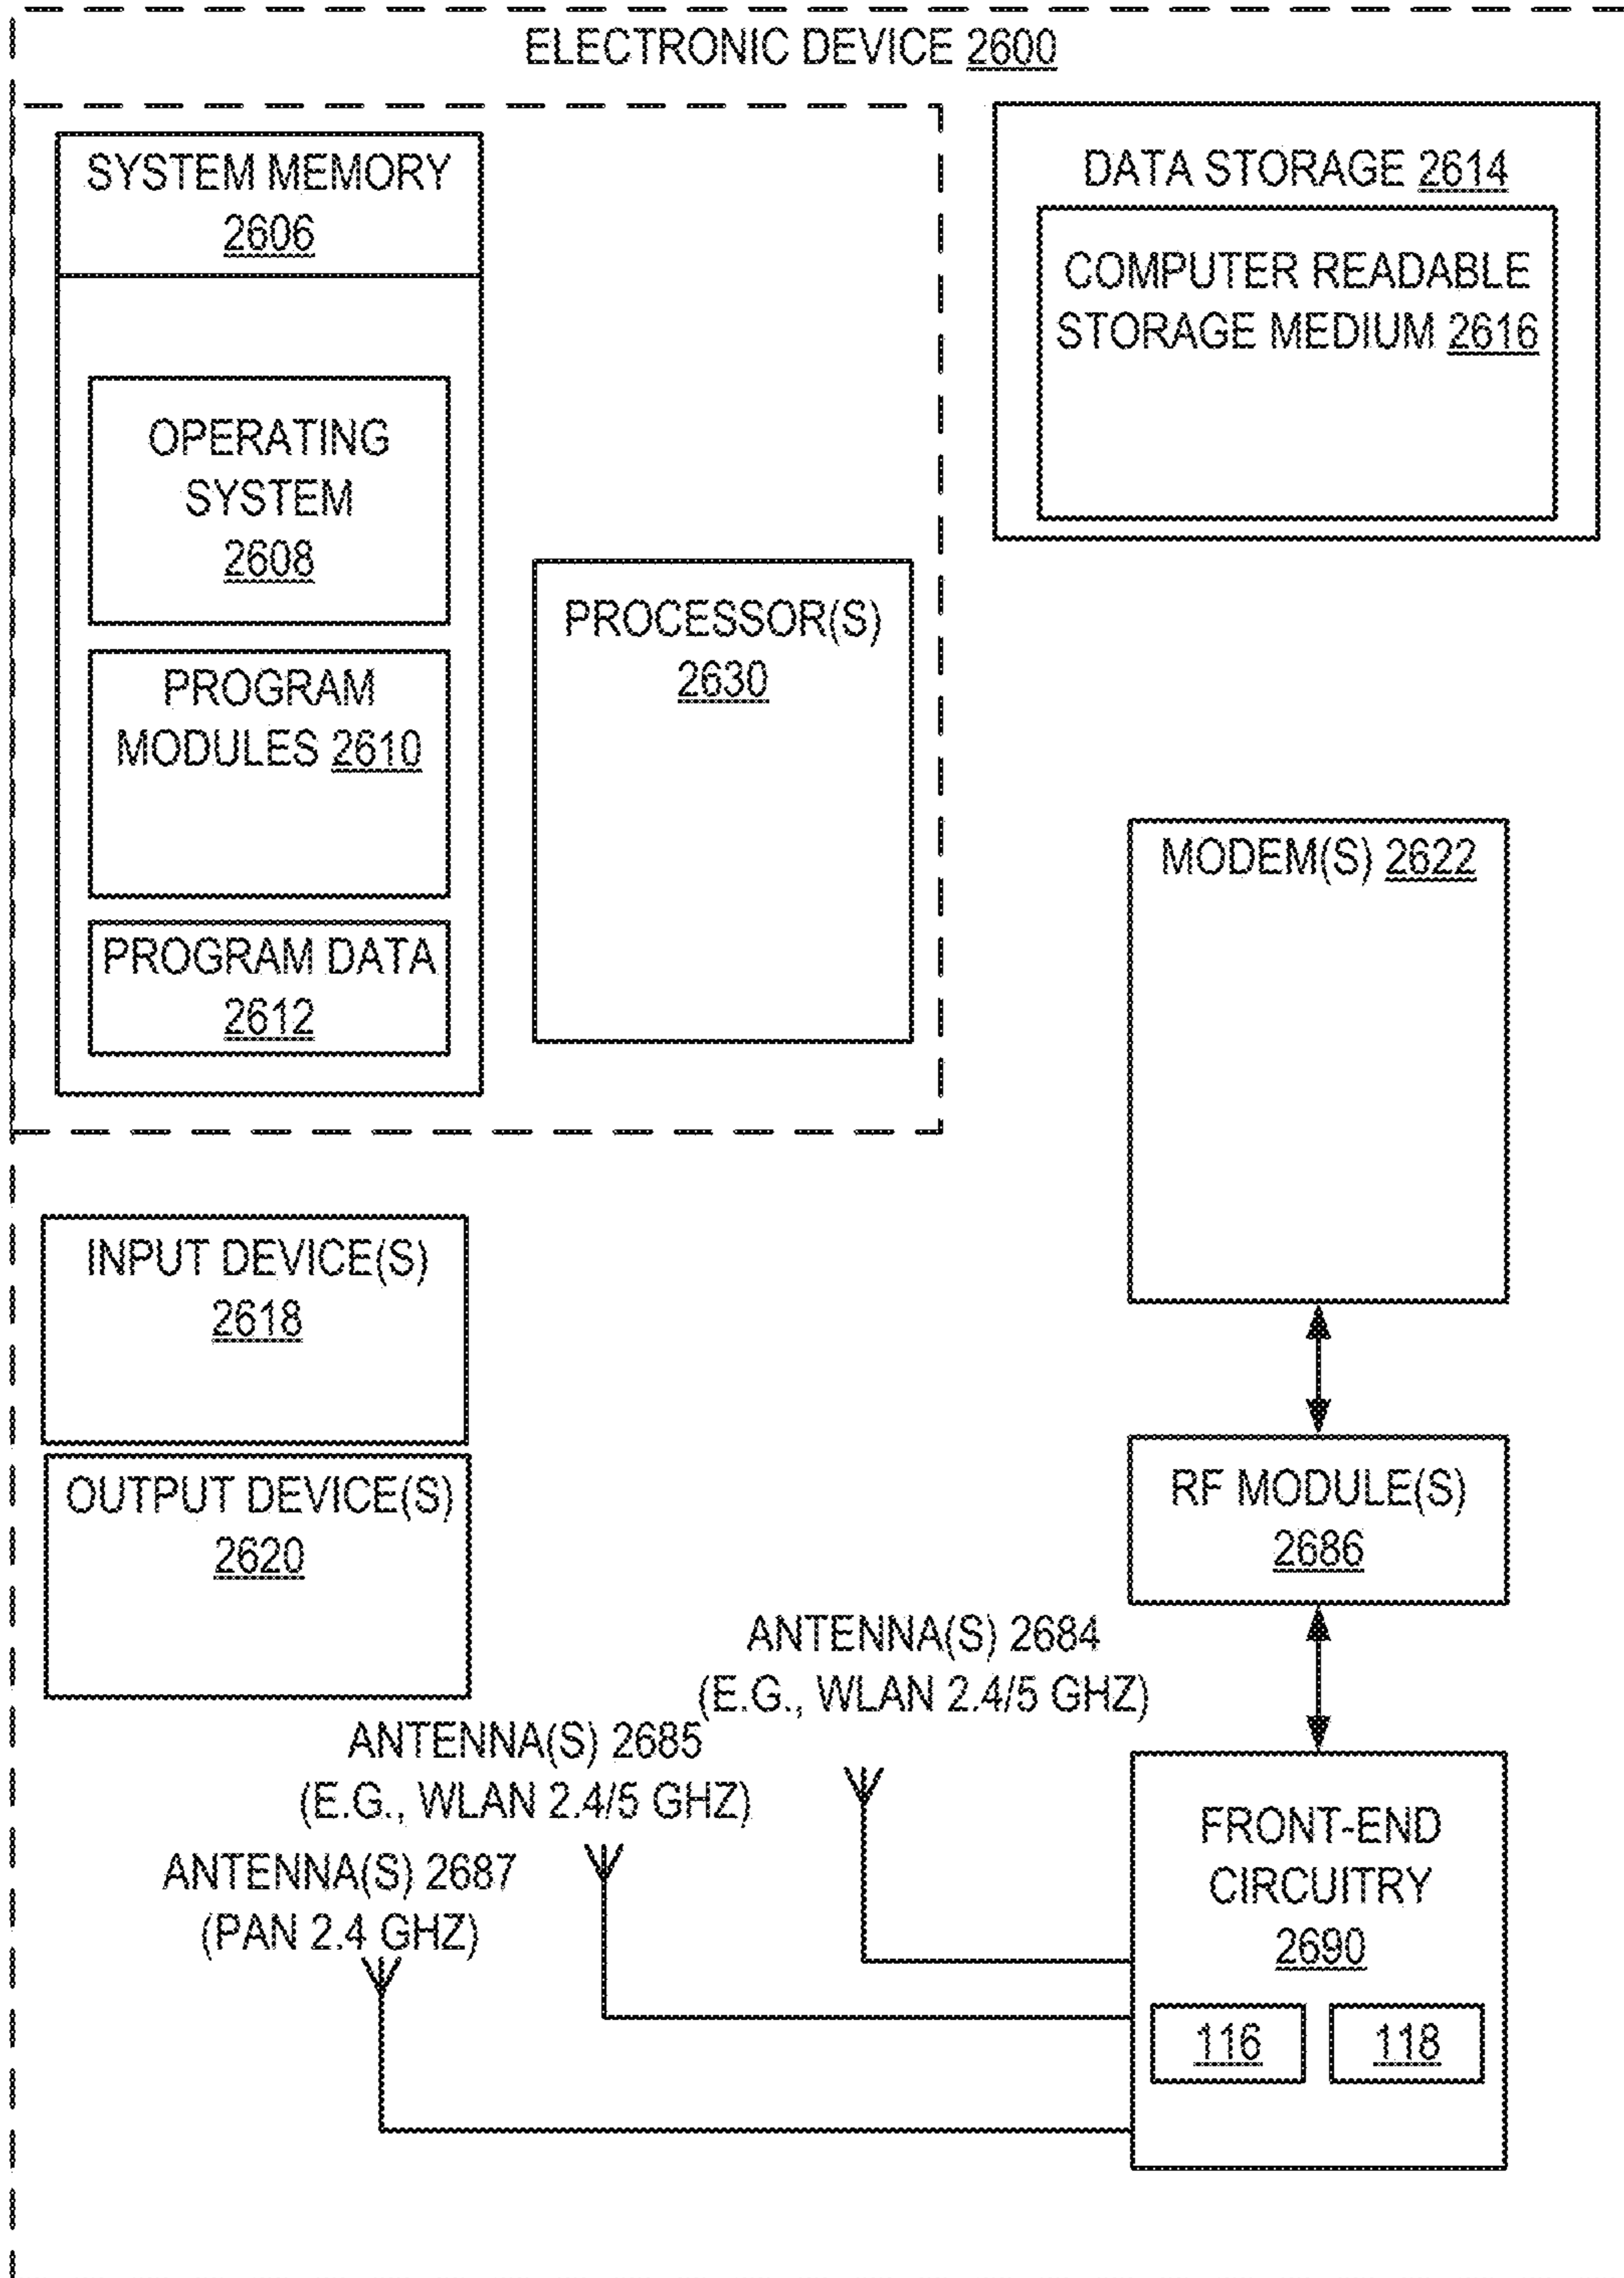 ELECTRONIC DEVICE 2600
SYSTEM MEMORY
2606
OPERATING
SYSTEM
2608
PROGRAM
MODULES 2610
PROGRAM DATA
2612
PROCESSOR(S)
2630
DATA STORAGE 2614
COMPUTER READABLE
STORAGE MEDIUM 2616
MODEM(S) 2622
INPUT DEVICE(S)
2618
OUTPUT DEVICE(S)
2620
RF MODULE(S)
2686
ANTENNA(S) 2684
(E.G., WLAN 2.4/5 GHZ)
ANTENNA(S) 2685
(E.G., WLAN 2.4/5 GHZ)
ANTENNA(S) 2687
(PAN 2.4 GHZ)
FRONT-END
CIRCUITRY
2690
116
118